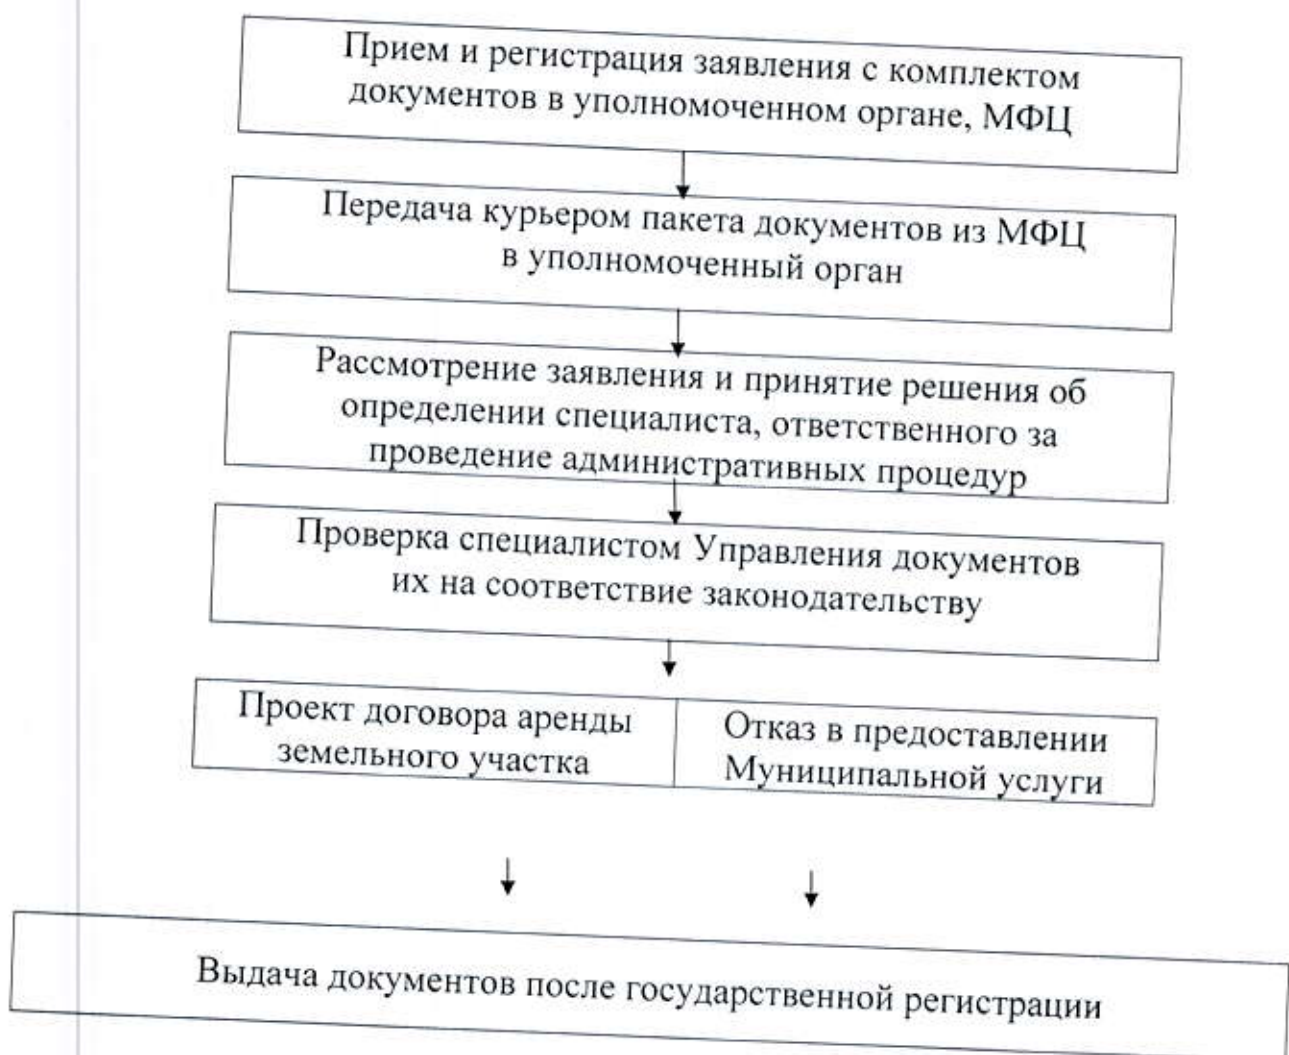 Прием и регистрация заявления с комплектом
документов в уполномоченном органе, МФЦ
Передача курьером пакета документов из МФЦ
в уполномоченный орган
Рассмотрение заявления и принятие решения об
определении специалиста, ответственного за
проведение административных процедур
Проверка специалистом Управления документов
их на соответствие законодательству
Проект договора аренды
земельного участка
Отказ в предоставлении
Муниципальной услуги
Выдача документов после государственной регистрации